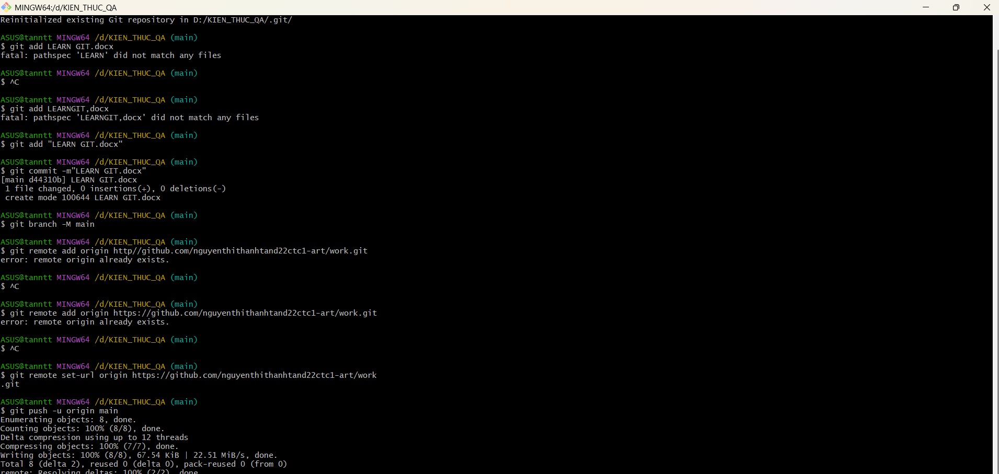 MINGW64:/d/KIEN_THUC_QA
Reinitialized existing Git repository in D:/KIEN_THUC_QA/.git/
ASUS@tanntt MINGW64 /d/KIEN_THUC_QA (main)
$ git add LEARN GIT.docx
fatal: pathspec 'LEARN' did not match any files
ASUS@tanntt MINGW64 /d/KIEN_THUC_QA (main)
$ ^C
ASUS@tanntt MINGW64 /d/KIEN_THUC_QA (main)
$ git add LEARNGIT,docx
fatal: pathspec 'LEARNGIT,docx' did not match any files
ASUS@tanntt MINGW64 /d/KIEN_THUC_QA (main)
$ git add "LEARN GIT.docx"
ASUS@tanntt MINGW64 /d/KIEN_THUC_QA (main)
$ git commit -m"LEARN GIT.docx"
[main d44310b] LEARN GIT.docx
 1 file changed, 0 insertions(+), 0 deletions(-)
 create mode 100644 LEARN GIT.docx
ASUS@tanntt MINGW64 /d/KIEN_THUC_QA (main)
$ git branch -M main
ASUS@tanntt MINGW64 /d/KIEN_THUC_QA (main)
$ git remote add origin http//github.com/nguyenthithanhtand22ctc1-art/work.git
error: remote origin already exists.
ASUS@tanntt MINGW64 /d/KIEN_THUC_QA (main)
$ ^C
ASUS@tanntt MINGW64 /d/KIEN_THUC_QA (main)
$ git remote add origin https://github.com/nguyenthithanhtand22ctc1-art/work.git
error: remote origin already exists.
ASUS@tanntt MINGW64 /d/KIEN_THUC_QA (main)
$ ^C
ASUS@tanntt MINGW64 /d/KIEN_THUC_QA (main)
$ git remote set-url origin https://github.com/nguyenthithanhtand22ctc1-art/work
.git
ASUS@tanntt MINGW64 /d/KIEN_THUC_QA (main)
$ git push -u origin main
Enumerating objects: 8, done.
Counting objects: 100% (8/8), done.
Delta compression using up to 12 threads
Compressing objects: 100% (7/7), done.
Writing objects: 100% (8/8), 67.54 KiB | 22.51 MiB/s, done.
Total 8 (delta 2), reused 0 (delta 0), pack-reused 0 (from 0)
remote: Resolving deltas: 100% (2/2), done.